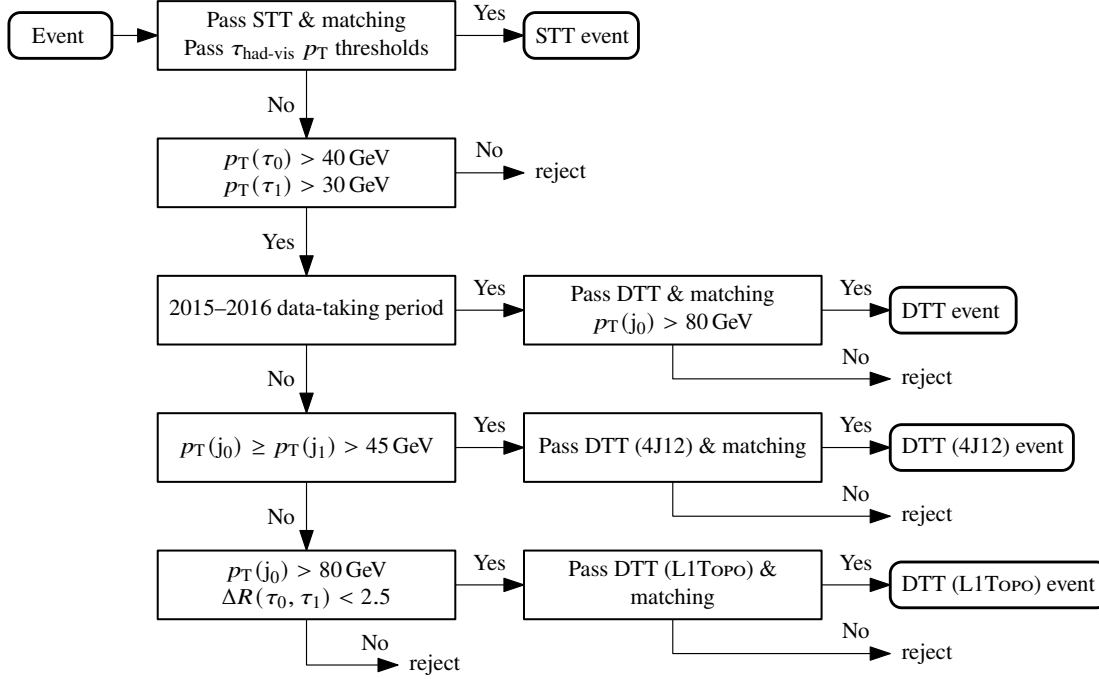 Event
Pass STT & matching
Pass τhad-vis pT thresholds
Yes
STT event
No
pT(τ0) > 40 GeV
pT(τ1) > 30 GeV
No
reject
Yes
2015–2016 data-taking period
Yes
Pass DTT & matching
pT(j0) > 80 GeV
Yes
DTT event
No
reject
No
pT(j0) ≥ pT(j1) > 45 GeV
Yes
Pass DTT (4J12) & matching
Yes
DTT (4J12) event
No
reject
No
pT(j0) > 80 GeV
ΔR(τ0, τ1) < 2.5
Yes
Pass DTT (L1Topo) &
matching
Yes
DTT (L1Topo) event
No
reject
No
reject